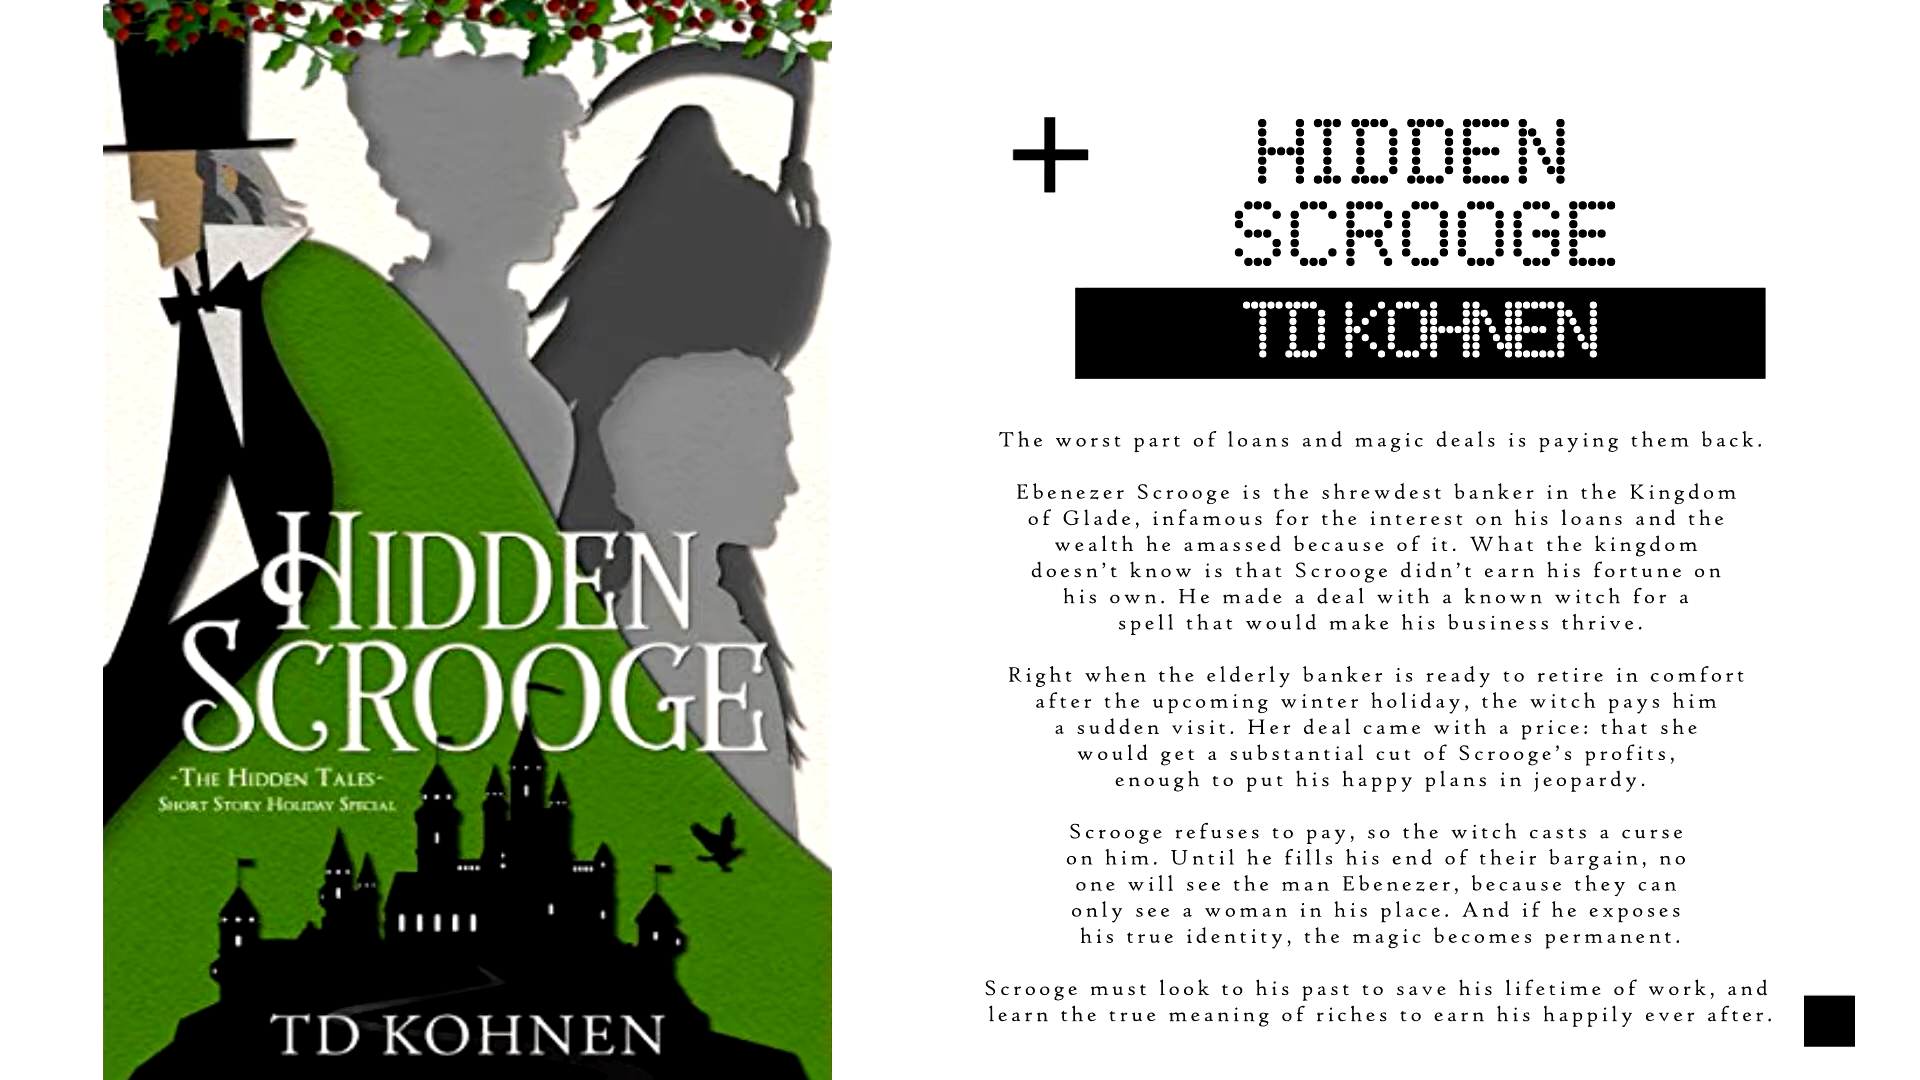 HIDDEN
SCROOGE
-THE HIDDEN TALES-
SHORT STORY HOLIDAY SPECIAL
TD KOHNEN
+
HIDDEN
SCROOGE
TD KOHNEN
The worst part of loans and magic deals is paying them back.
Ebenezer Scrooge is the shrewdest banker in the Kingdom
of Glade, infamous for the interest on his loans and the
wealth he amassed because of it. What the kingdom
doesn’t know is that Scrooge didn’t earn his fortune on
his own. He made a deal with a known witch for a
spell that would make his business thrive.
Right when the elderly banker is ready to retire in comfort
after the upcoming winter holiday, the witch pays him
a sudden visit. Her deal came with a price: that she
would get a substantial cut of Scrooge’s profits,
enough to put his happy plans in jeopardy.
Scrooge refuses to pay, so the witch casts a curse
on him. Until he fills his end of their bargain, no
one will see the man Ebenezer, because they can
only see a woman in his place. And if he exposes
his true identity, the magic becomes permanent.
Scrooge must look to his past to save his lifetime of work, and
learn the true meaning of riches to earn his happily ever after.